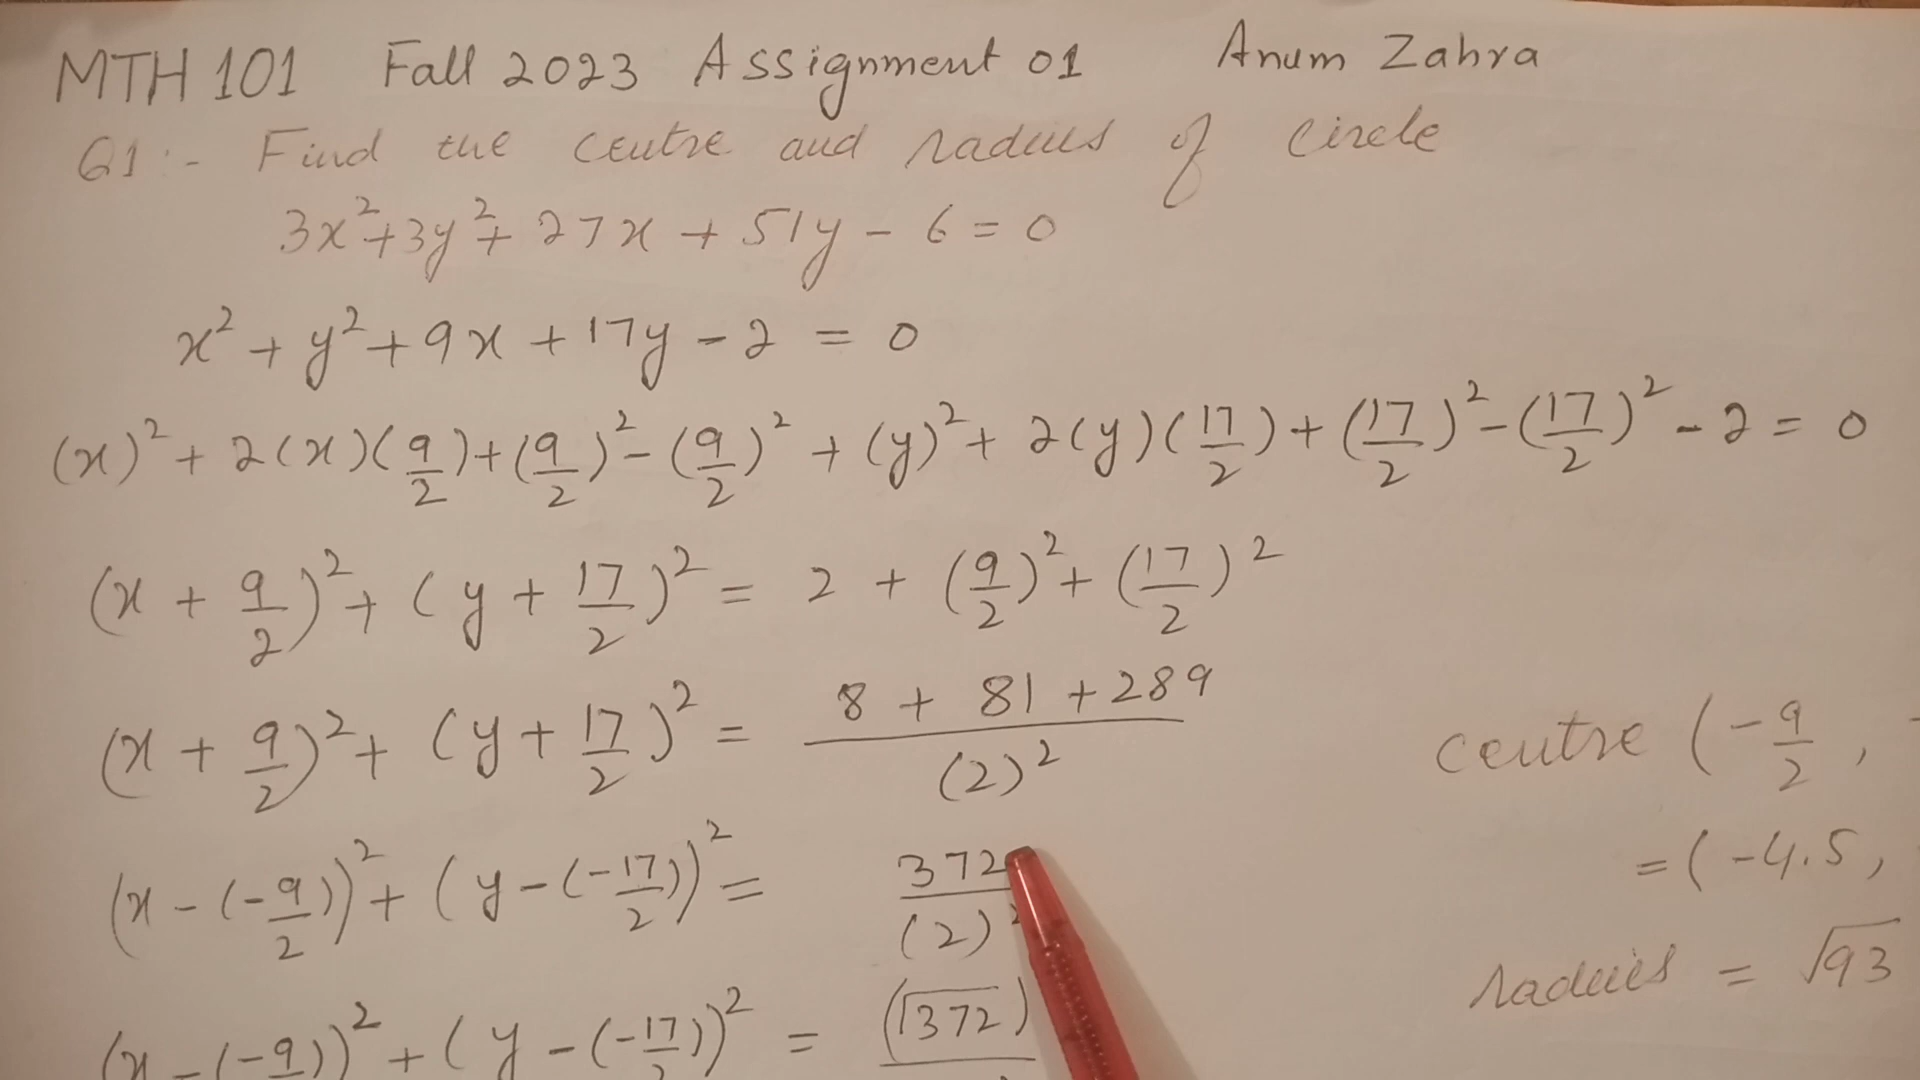 MTH 101 Fall 2023 Assignment 01 Anum Zahra
Q1:- Find the centre and radius of circle
3x²+3y²+27x+51y-6=0
x²+y²+9x+17y-2=0
(x)²+2(x)(9/2)+(9/2)²-(9/2)²+(y)²+2(y)(17/2)+(17/2)²-(17/2)²-2=0
(x+9/2)²+(y+17/2)²=2+(9/2)²+(17/2)²
(x+9/2)²+(y+17/2)²=8+81+289/(2)²
(x-(-9/2))²+(y-(-17/2))²=372/(2)²
(x-(-9))²+(y-(-17/2))²=(√372)
centre (-9/2,
=(-4.5,
radius = √93